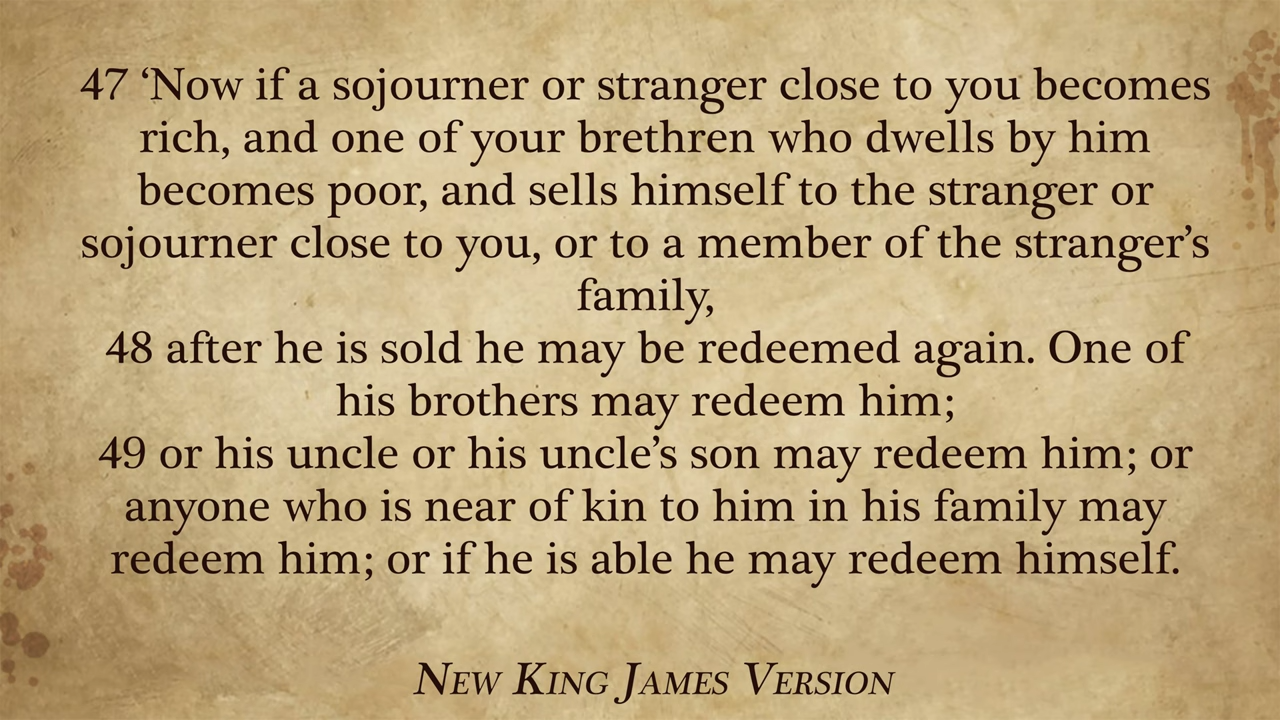 47 ‘Now if a sojourner or stranger close to you becomes
rich, and one of your brethren who dwells by him
becomes poor, and sells himself to the stranger or
sojourner close to you, or to a member of the stranger’s
family,
48 after he is sold he may be redeemed again. One of
his brothers may redeem him;
49 or his uncle or his uncle’s son may redeem him; or
anyone who is near of kin to him in his family may
redeem him; or if he is able he may redeem himself.
New King James Version